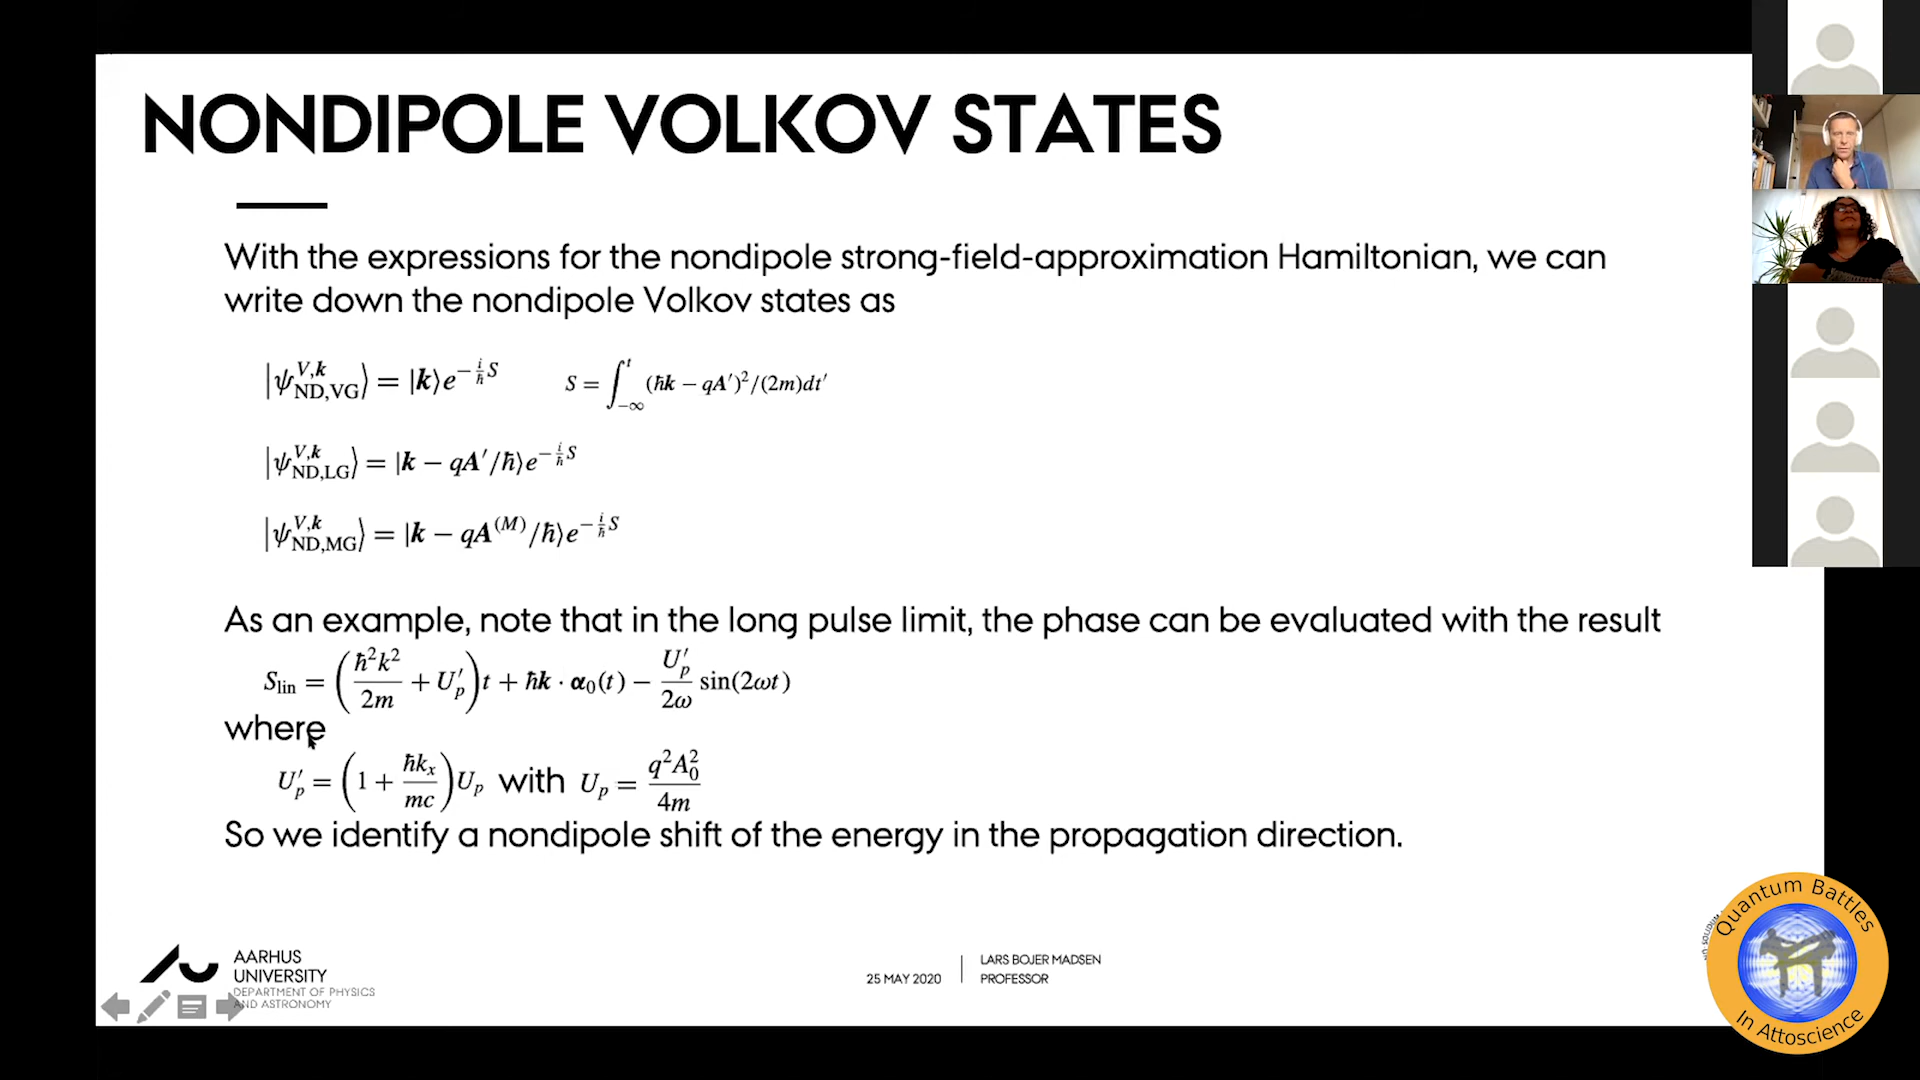 NONDIPOLE VOLKOV STATES
With the expressions for the nondipole strong-field-approximation Hamiltonian, we can
write down the nondipole Volkov states as
|ψ^{V,k}_{ND,VG}⟩ = |k⟩e^{−(i/ħ)S}    S = ∫_{−∞}^{t} (ħk − qA′)²/(2m)dt′
|ψ^{V,k}_{ND,LG}⟩ = |k − qA′/ħ⟩e^{−(i/ħ)S}
|ψ^{V,k}_{ND,MG}⟩ = |k − qA^{(M)}/ħ⟩e^{−(i/ħ)S}
As an example, note that in the long pulse limit, the phase can be evaluated with the result
S_{lin} = (ħ²k²/2m + U′_p)t + ħk · α₀(t) − (U′_p/2ω) sin(2ωt)
where
U′_p = (1 + ħk_x/mc)U_p with U_p = q²A₀²/4m
So we identify a nondipole shift of the energy in the propagation direction.
AARHUS
UNIVERSITY
DEPARTMENT OF PHYSICS
AND ASTRONOMY
25 MAY 2020
LARS BOJER MADSEN
PROFESSOR
Quantum Battles
In Attoscience